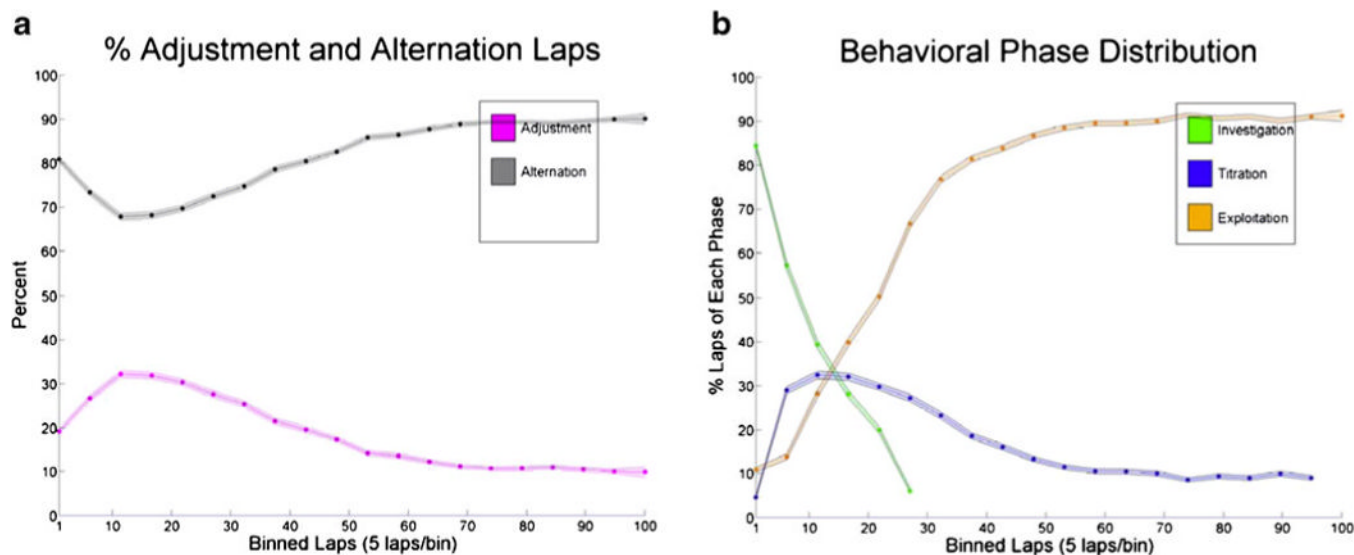 a
% Adjustment and Alternation Laps
100
90
80
70
60
50
40
30
20
10
0
Percent
Adjustment
Alternation
1 10 20 30 40 50 60 70 80 90 100
Binned Laps (5 laps/bin)
b
Behavioral Phase Distribution
100
90
80
70
60
50
40
30
20
10
0
% Laps of Each Phase
Investigation
Titration
Exploitation
1 10 20 30 40 50 60 70 80 90 100
Binned Laps (5 laps/bin)